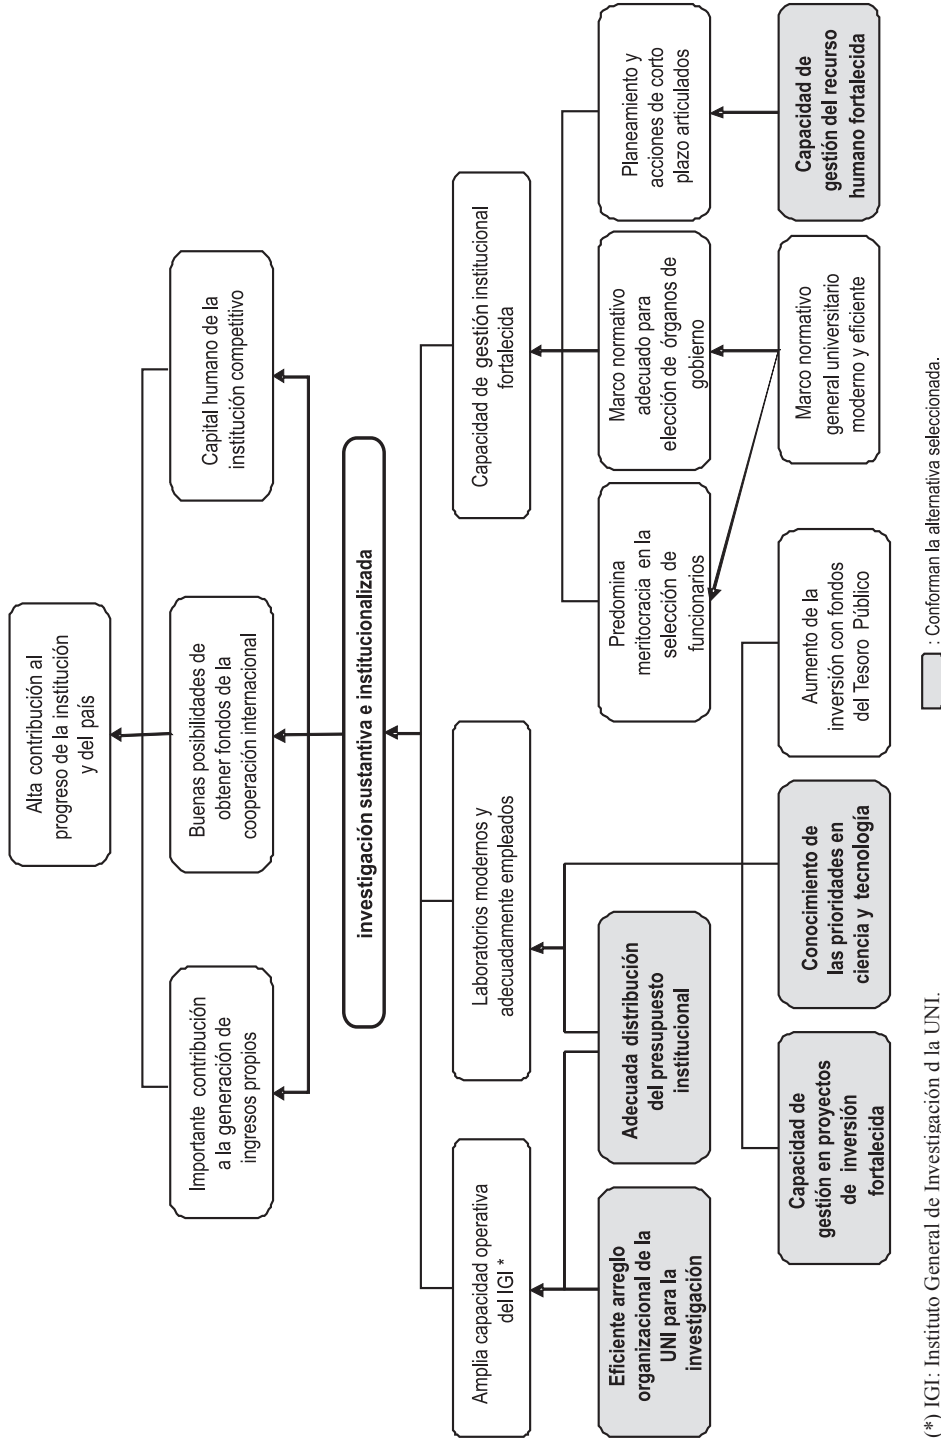 Alta contribución al
progreso de la institución
y del país
Importante contribución
a la generación de
ingresos propios
Buenas posibilidades de
obtener fondos de la
cooperación internacional
Capital humano de la
institución competitivo
investigación sustantiva e institucionalizada
Amplia capacidad operativa
del IGI *
Laboratorios modernos y
adecuadamente empleados
Capacidad de gestión institucional
fortalecida
Eficiente arreglo
organizacional de la
UNI para la
investigación
Adecuada distribución
del presupuesto
institucional
Predomina
meritocracia en la
selección de
funcionarios
Marco normativo
adecuado para
elección de órganos de
gobierno
Planeamiento y
acciones de corto
plazo articulados
Capacidad de
gestión en proyectos
de inversión
fortalecida
Conocimiento de
las prioridades en
ciencia y tecnología
Aumento de la
inversión con fondos
del Tesoro Público
Marco normativo
general universitario
moderno y eficiente
Capacidad de
gestión del recurso
humano fortalecida
(*) IGI: Instituto General de Investigación d la UNI.
: Conforman la alternativa seleccionada.